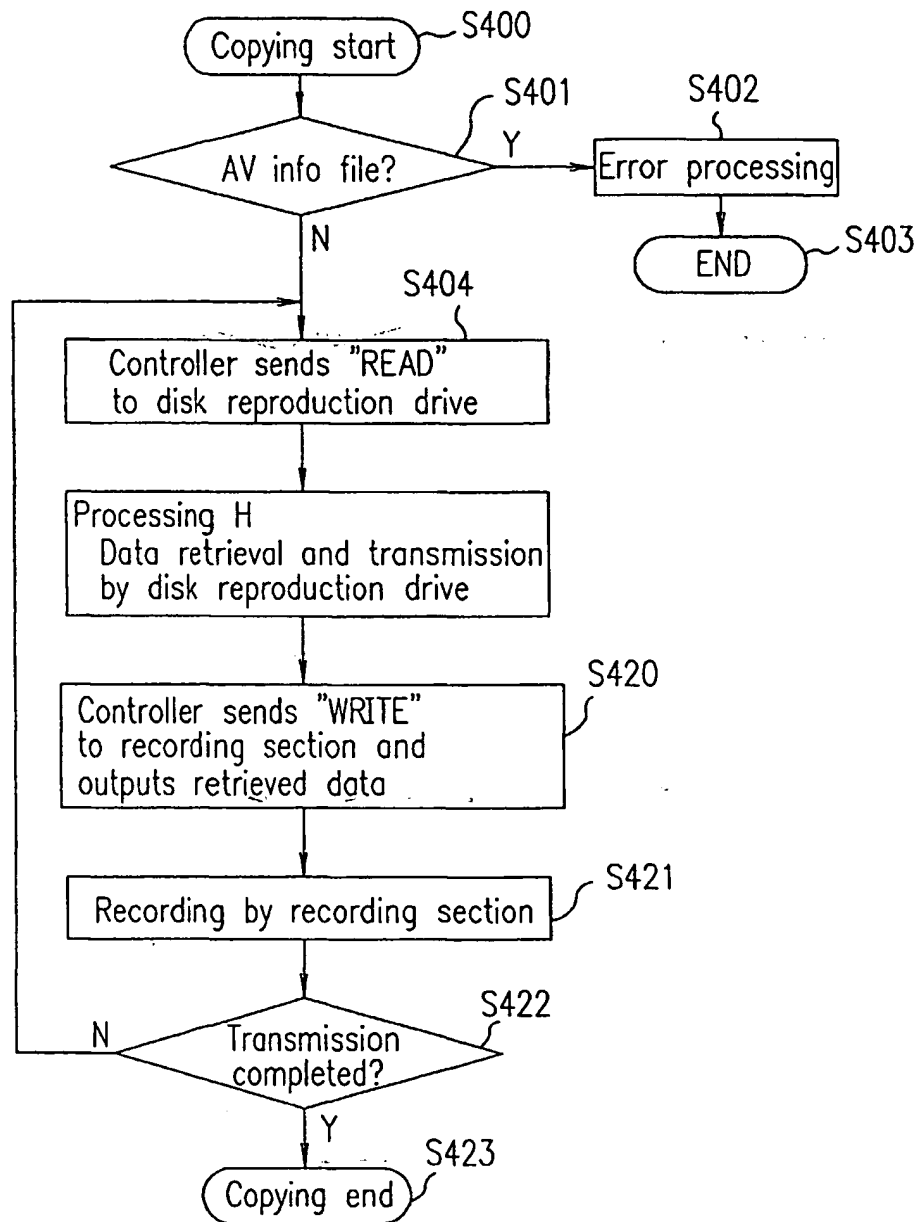 Copying start
S400
S401
AV info file?
Y
S402
Error processing
N
END
S403
S404
Controller sends "READ"
to disk reproduction drive
Processing H
Data retrieval and transmission
by disk reproduction drive
S420
Controller sends "WRITE"
to recording section and
outputs retrieved data
S421
Recording by recording section
S422
N
Transmission
completed?
Y
S423
Copying end